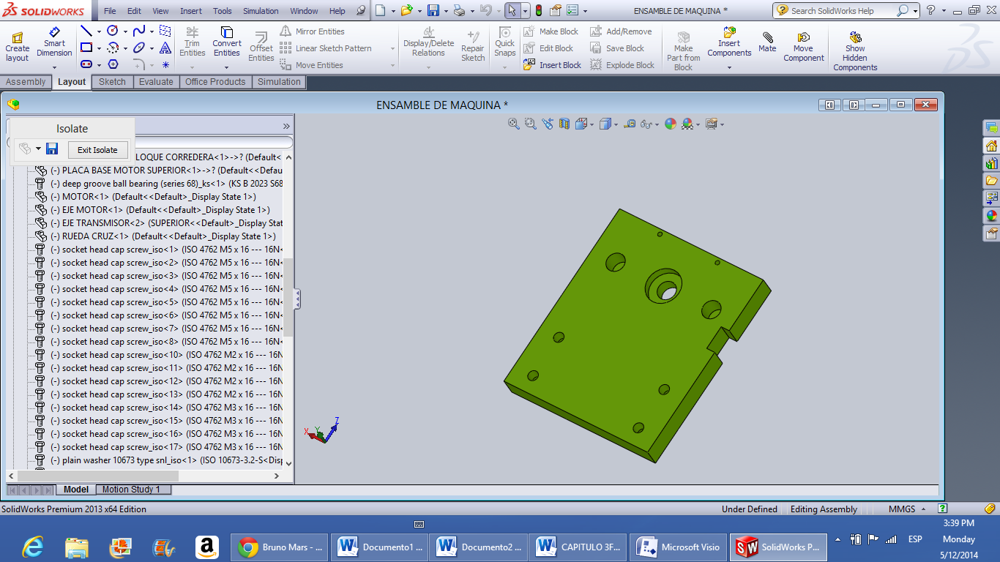 SOLIDWORKS File Edit View Insert Tools Simulation Window Help ENSAMBLE DE MAQUINA * Search SolidWorks Help
Create layout
Smart Dimension
Trim Entities
Convert Entities
Offset Entities
Mirror Entities
Linear Sketch Pattern
Move Entities
Display/Delete Relations
Repair Sketch
Quick Snaps
Make Block
Edit Block
Insert Block
Add/Remove
Save Block
Explode Block
Make Part from Block
Insert Components
Mate
Move Component
Show Hidden Components
Assembly Layout Sketch Evaluate Office Products Simulation
ENSAMBLE DE MAQUINA *
Isolate
Exit Isolate
LOQUE CORREDERA<1>->? (Default<
(-) PLACA BASE MOTOR SUPERIOR<1>->? (Default<<Defau
(-) deep groove ball bearing (series 68)_ks<1> (KS B 2023 S68
(-) MOTOR<1> (Default<<Default>_Display State 1>)
(-) EJE MOTOR<1> (Default<<Default>_Display State 1>)
(-) EJE TRANSMISOR<2> (SUPERIOR<<Default>_Display Stat
(-) RUEDA CRUZ<1> (Default<<Default>_Display State 1>)
(-) socket head cap screw_iso<1> (ISO 4762 M5 x 16 --- 16N<
(-) socket head cap screw_iso<2> (ISO 4762 M5 x 16 --- 16N<
(-) socket head cap screw_iso<3> (ISO 4762 M5 x 16 --- 16N<
(-) socket head cap screw_iso<4> (ISO 4762 M5 x 16 --- 16N<
(-) socket head cap screw_iso<5> (ISO 4762 M5 x 16 --- 16N<
(-) socket head cap screw_iso<6> (ISO 4762 M5 x 16 --- 16N<
(-) socket head cap screw_iso<7> (ISO 4762 M5 x 16 --- 16N<
(-) socket head cap screw_iso<8> (ISO 4762 M5 x 16 --- 16N<
(-) socket head cap screw_iso<10> (ISO 4762 M2 x 16 --- 16N
(-) socket head cap screw_iso<11> (ISO 4762 M2 x 16 --- 16N
(-) socket head cap screw_iso<12> (ISO 4762 M2 x 16 --- 16N
(-) socket head cap screw_iso<13> (ISO 4762 M2 x 16 --- 16N
(-) socket head cap screw_iso<14> (ISO 4762 M3 x 16 --- 16N
(-) socket head cap screw_iso<15> (ISO 4762 M3 x 16 --- 16N
(-) socket head cap screw_iso<16> (ISO 4762 M3 x 16 --- 16N
(-) socket head cap screw_iso<17> (ISO 4762 M3 x 16 --- 16N
(-) plain washer 10673 type snl_iso<1> (ISO 10673-3.2-S<Disp
X Y Z
Model Motion Study 1
SolidWorks Premium 2013 x64 Edition Under Defined Editing Assembly MMGS
Bruno Mars - ... Documento1 ... Documento2 ... CAPITULO 3F... Microsoft Visio SolidWorks P... ESP
3:39 PM
Monday
5/12/2014